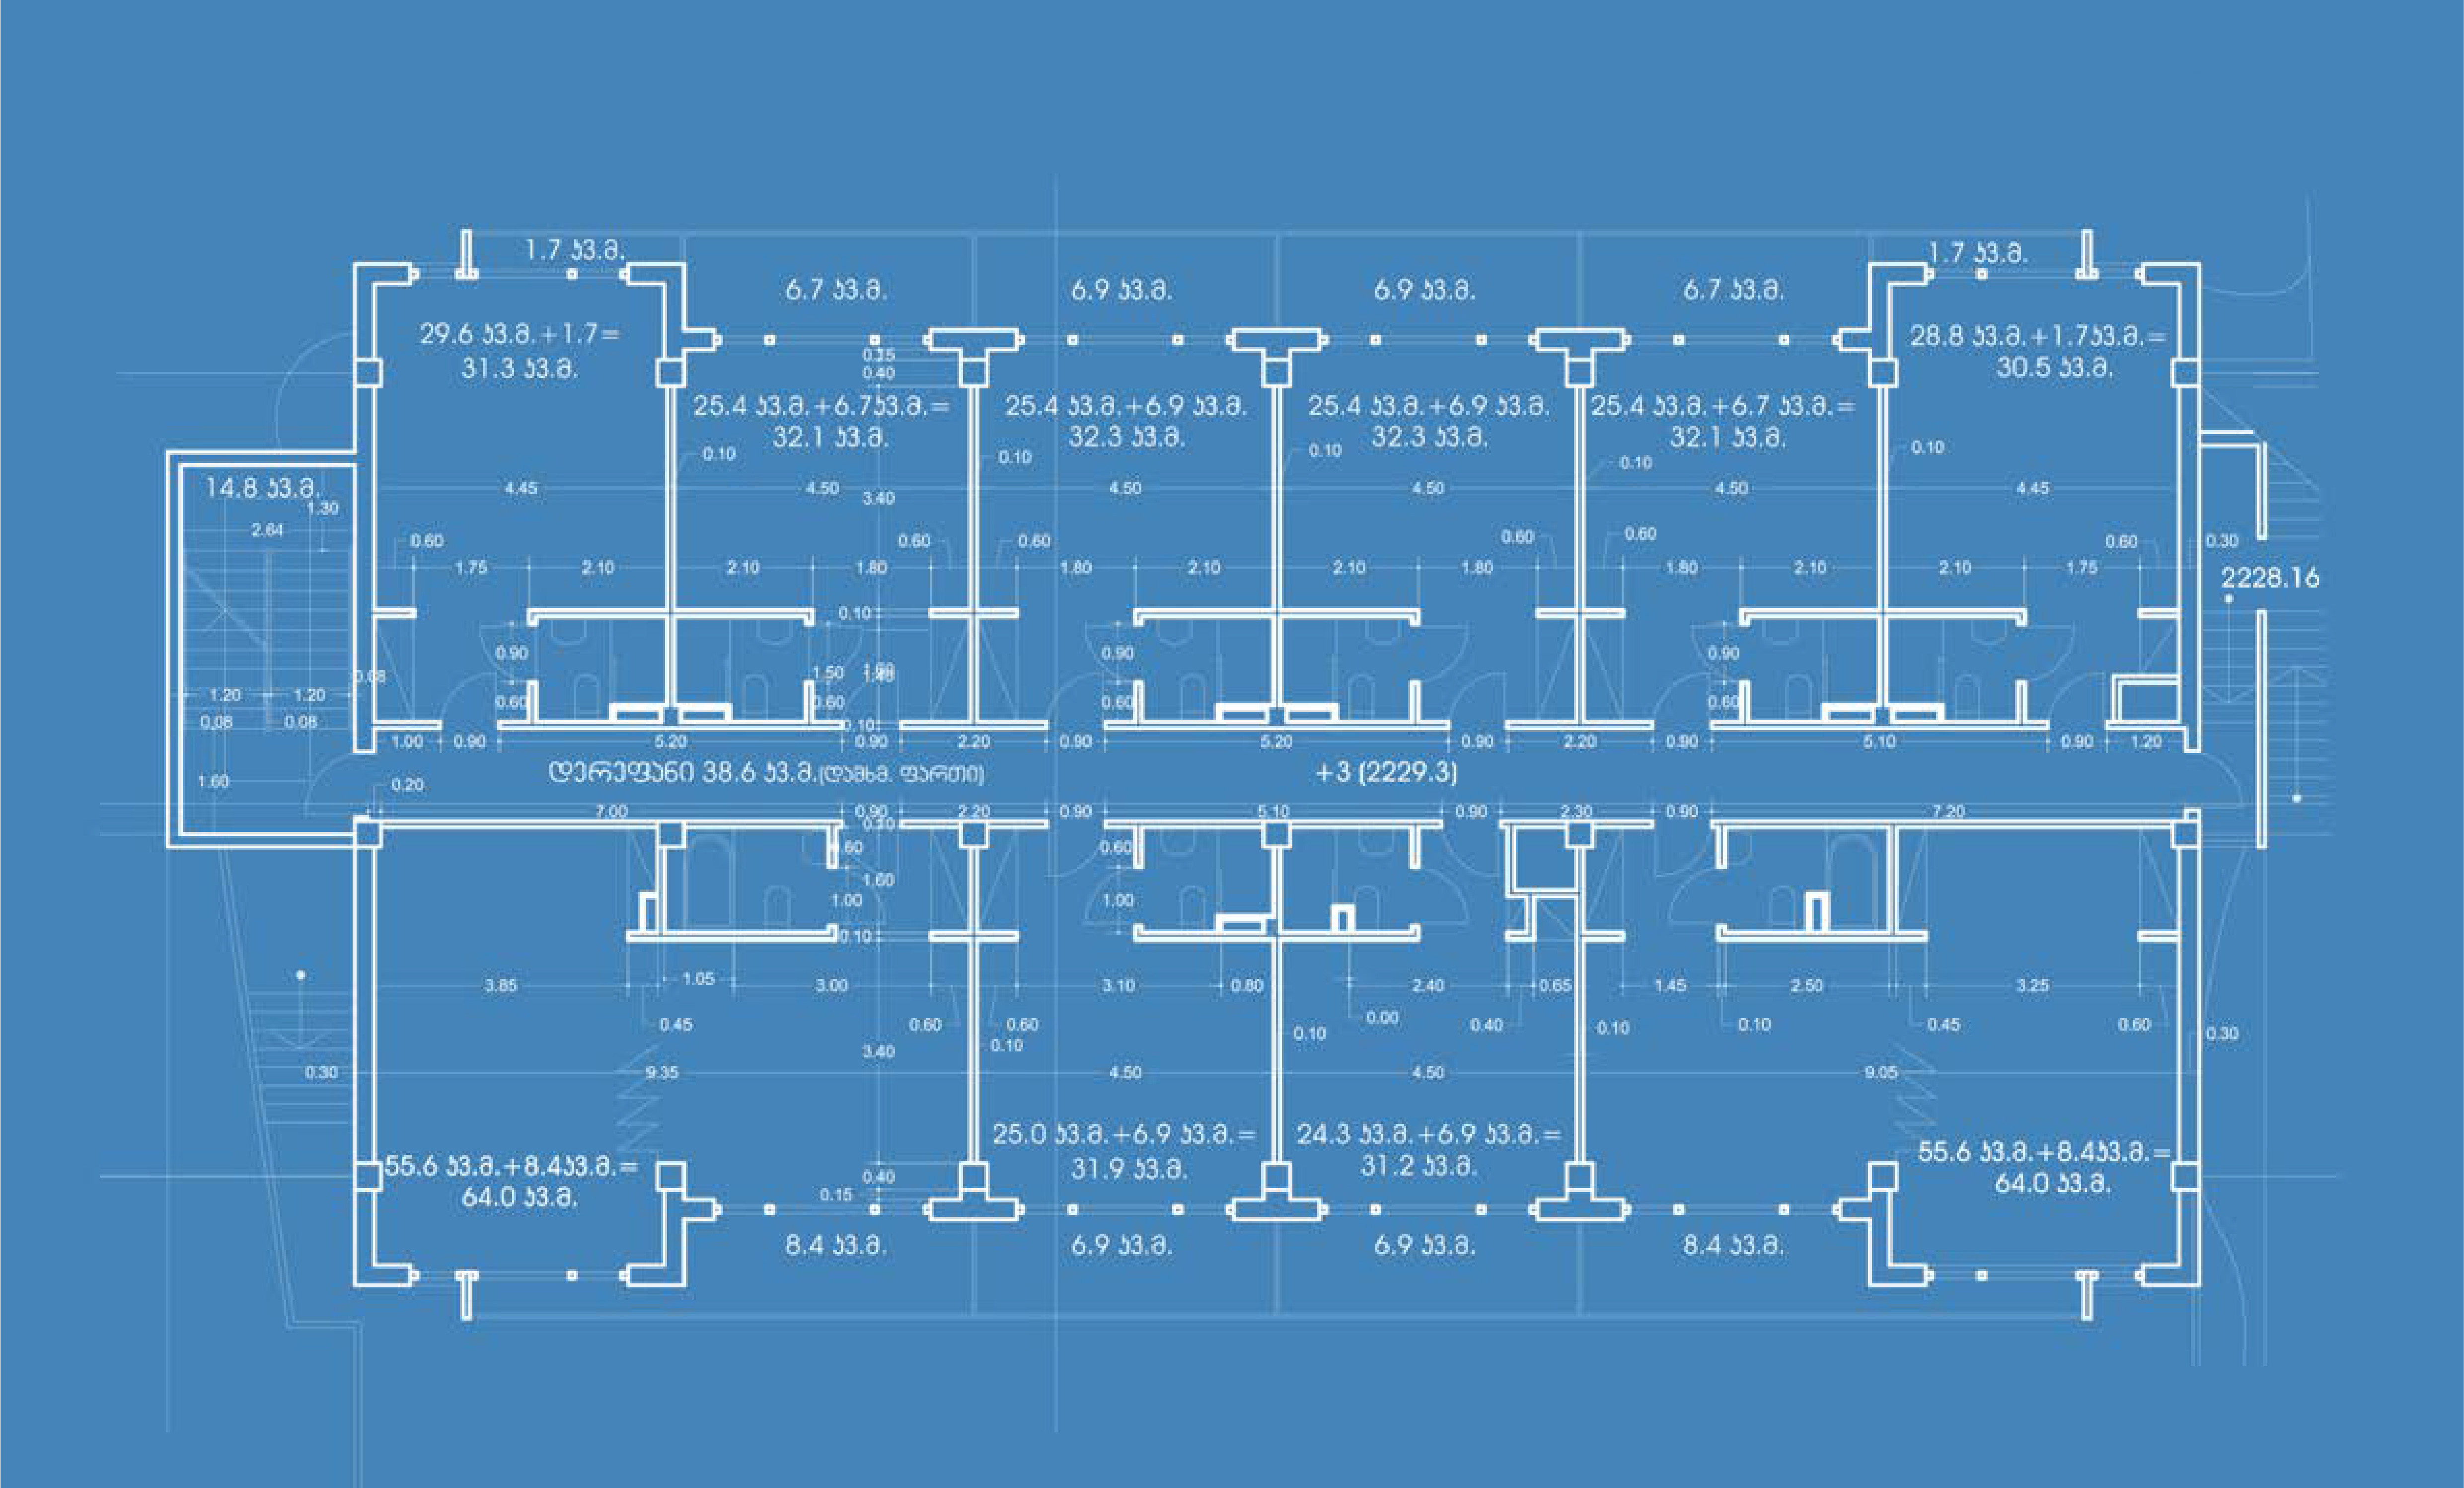 1.7 კვ.მ.
1.7 კვ.მ.
6.7 კვ.მ.
6.9 კვ.მ.
6.9 კვ.მ.
6.7 კვ.მ.
29.6 კვ.მ.+1.7=
31.3 კვ.მ.
28.8 კვ.მ.+1.7კვ.მ.=
30.5 კვ.მ.
0.15
0.40
25.4 კვ.მ.+6.7კვ.მ.=
32.1 კვ.მ.
25.4 კვ.მ.+6.9 კვ.მ.
32.3 კვ.მ.
25.4 კვ.მ.+6.9 კვ.მ.
32.3 კვ.მ.
25.4 კვ.მ.+6.7 კვ.მ.=
32.1 კვ.მ.
0.10 0.10 0.10 0.10 0.10
14.8 კვ.მ.
1.30
2.64
4.45 4.50 3.40 4.50 4.50 4.50 4.45
0.60 0.60 0.60 0.60 0.60 0.60 0.30
1.75 2.10 2.10 1.80 1.80 2.10 2.10 1.80 1.80 2.10 2.10 1.75
2228.16
0.10
0.90 0.90 0.90
0.08 1.50
1.20 1.20 0.60 0.60 0.60 0.60
0.08 0.08 0.10
1.00 0.90 5.20 0.90 2.20 0.90 5.20 0.90 2.20 0.90 5.10 0.90 1.20
დერეფანი 38.6 კვ.მ.(დამხმ. ფართი)
+3 (2229.3)
1.60 0.20
7.00 0.90 2.20 0.90 5.10 0.90 2.30 0.90 7.20
0.60 0.60
1.60
1.00 1.00
0.10
3.85 1.05 3.00 3.10 0.80 2.40 0.65 1.45 2.50 3.25
0.45 0.60 0.60 0.10 0.00 0.40 0.10 0.10 0.45 0.60 0.30
0.10
3.40
0.30 9.35 4.50 4.50 9.05
25.0 კვ.მ.+6.9 კვ.მ.=
31.9 კვ.მ.
24.3 კვ.მ.+6.9 კვ.მ.=
31.2 კვ.მ.
55.6 კვ.მ.+8.4კვ.მ.=
64.0 კვ.მ.
55.6 კვ.მ.+8.4კვ.მ.=
64.0 კვ.მ.
0.40
0.15
8.4 კვ.მ.
6.9 კვ.მ.
6.9 კვ.მ.
8.4 კვ.მ.